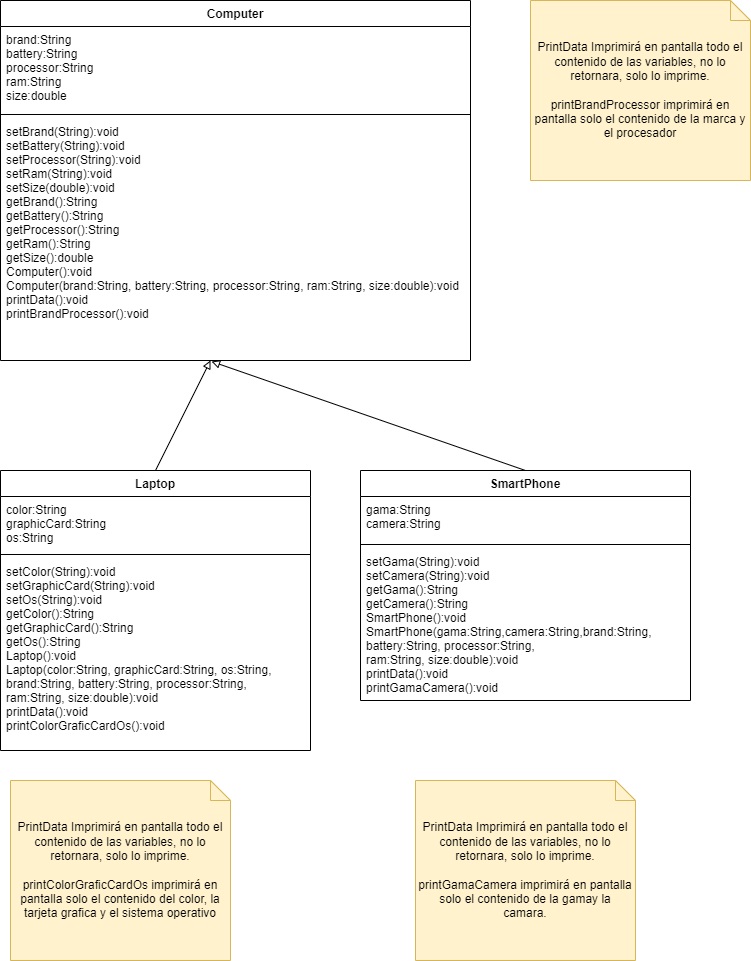 Computer
brand:String
battery:String
processor:String
ram:String
size:double
setBrand(String):void
setBattery(String):void
setProcessor(String):void
setRam(String):void
setSize(double):void
getBrand():String
getBattery():String
getProcessor():String
getRam():String
getSize():double
Computer():void
Computer(brand:String, battery:String, processor:String, ram:String, size:double):void
printData():void
printBrandProcessor():void
PrintData Imprimirá en pantalla todo el
contenido de las variables, no lo
retornara, solo lo imprime.
printBrandProcessor imprimirá en
pantalla solo el contenido de la marca y
el procesador
Laptop
color:String
graphicCard:String
os:String
setColor(String):void
setGraphicCard(String):void
setOs(String):void
getColor():String
getGraphicCard():String
getOs():String
Laptop():void
Laptop(color:String, graphicCard:String, os:String,
brand:String, battery:String, processor:String,
ram:String, size:double):void
printData():void
printColorGraficCardOs():void
SmartPhone
gama:String
camera:String
setGama(String):void
setCamera(String):void
getGama():String
getCamera():String
SmartPhone():void
SmartPhone(gama:String,camera:String,brand:String,
battery:String, processor:String,
ram:String, size:double):void
printData():void
printGamaCamera():void
PrintData Imprimirá en pantalla todo el
contenido de las variables, no lo
retornara, solo lo imprime.
printColorGraficCardOs imprimirá en
pantalla solo el contenido del color, la
tarjeta grafica y el sistema operativo
PrintData Imprimirá en pantalla todo el
contenido de las variables, no lo
retornara, solo lo imprime.
printGamaCamera imprimirá en pantalla
solo el contenido de la gamay la
camara.